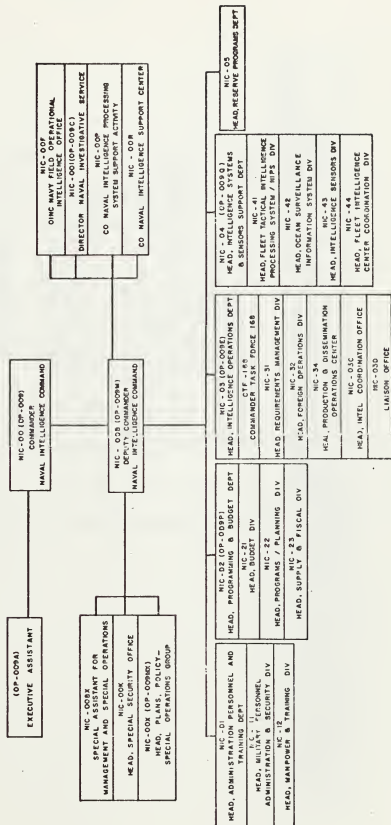 (OP-009A)
EXECUTIVE ASSISTANT
NIC-00 (OP-009)
COMMANDER
NAVAL INTELLIGENCE COMMAND
NIC-00B (OP-009W)
DEPUTY COMMANDER
NAVAL INTELLIGENCE COMMAND
NIC-00BX
SPECIAL ASSISTANT FOR
MANAGEMENT AND SPECIAL OPERATIONS
NIC-00K
HEAD, SPECIAL SECURITY OFFICE
NIC-00X (OP-009NX)
HEAD, PLANS, POLICY-
SPECIAL OPERATIONS GROUP
NIC-00F
OINC NAVY FIELD OPERATIONAL
INTELLIGENCE OFFICE
NIC-00I (OP-009C)
DIRECTOR NAVAL INVESTIGATIVE SERVICE
NIC-00P
CO NAVAL INTELLIGENCE PROCESSING
SYSTEM SUPPORT ACTIVITY
NIC-00R
CO NAVAL INTELLIGENCE SUPPORT CENTER
NIC-01
HEAD, ADMINISTRATION PERSONNEL AND
TRAINING DEPT
NIC-11
HEAD, MILITARY PERSONNEL
ADMINISTRATION & SECURITY DIV
NIC-12
HEAD, MANPOWER & TRAINING DIV
NIC-02 (OP-009P)
HEAD, PROGRAMMING & BUDGET DEPT
NIC-21
HEAD, BUDGET DIV
NIC-22
HEAD, PROGRAMS / PLANNING DIV
NIC-23
HEAD, SUPPLY & FISCAL DIV
NIC-03 (OP-009E)
HEAD, INTELLIGENCE OPERATIONS DEPT
CTF-168
COMMANDER TASK FORCE 168
NIC-31
HEAD REQUIREMENTS MANAGEMENT DIV
NIC-32
HEAD, FOREIGN OPERATIONS DIV
NIC-34
HEAD, PRODUCTION & DISSEMINATION
OPERATIONS CENTER
NIC-03C
HEAD, INTEL COORDINATION OFFICE
NIC-03D
LIAISON OFFICE
NIC-04 (OP-009Q)
HEAD, INTELLIGENCE SYSTEMS
& SENSORS SUPPORT DEPT
NIC-41
HEAD, FLEET TACTICAL INTELLIGENCE
PROCESSING SYSTEM / NIPS DIV
NIC-42
HEAD, OCEAN SURVEILLANCE
INFORMATION SYSTEM DIV
NIC-43
HEAD, INTELLIGENCE SENSORS DIV
NIC-44
HEAD, FLEET INTELLIGENCE
CENTER COORDINATION DIV
NIC-05
HEAD, RESERVE PROGRAMS DEPT